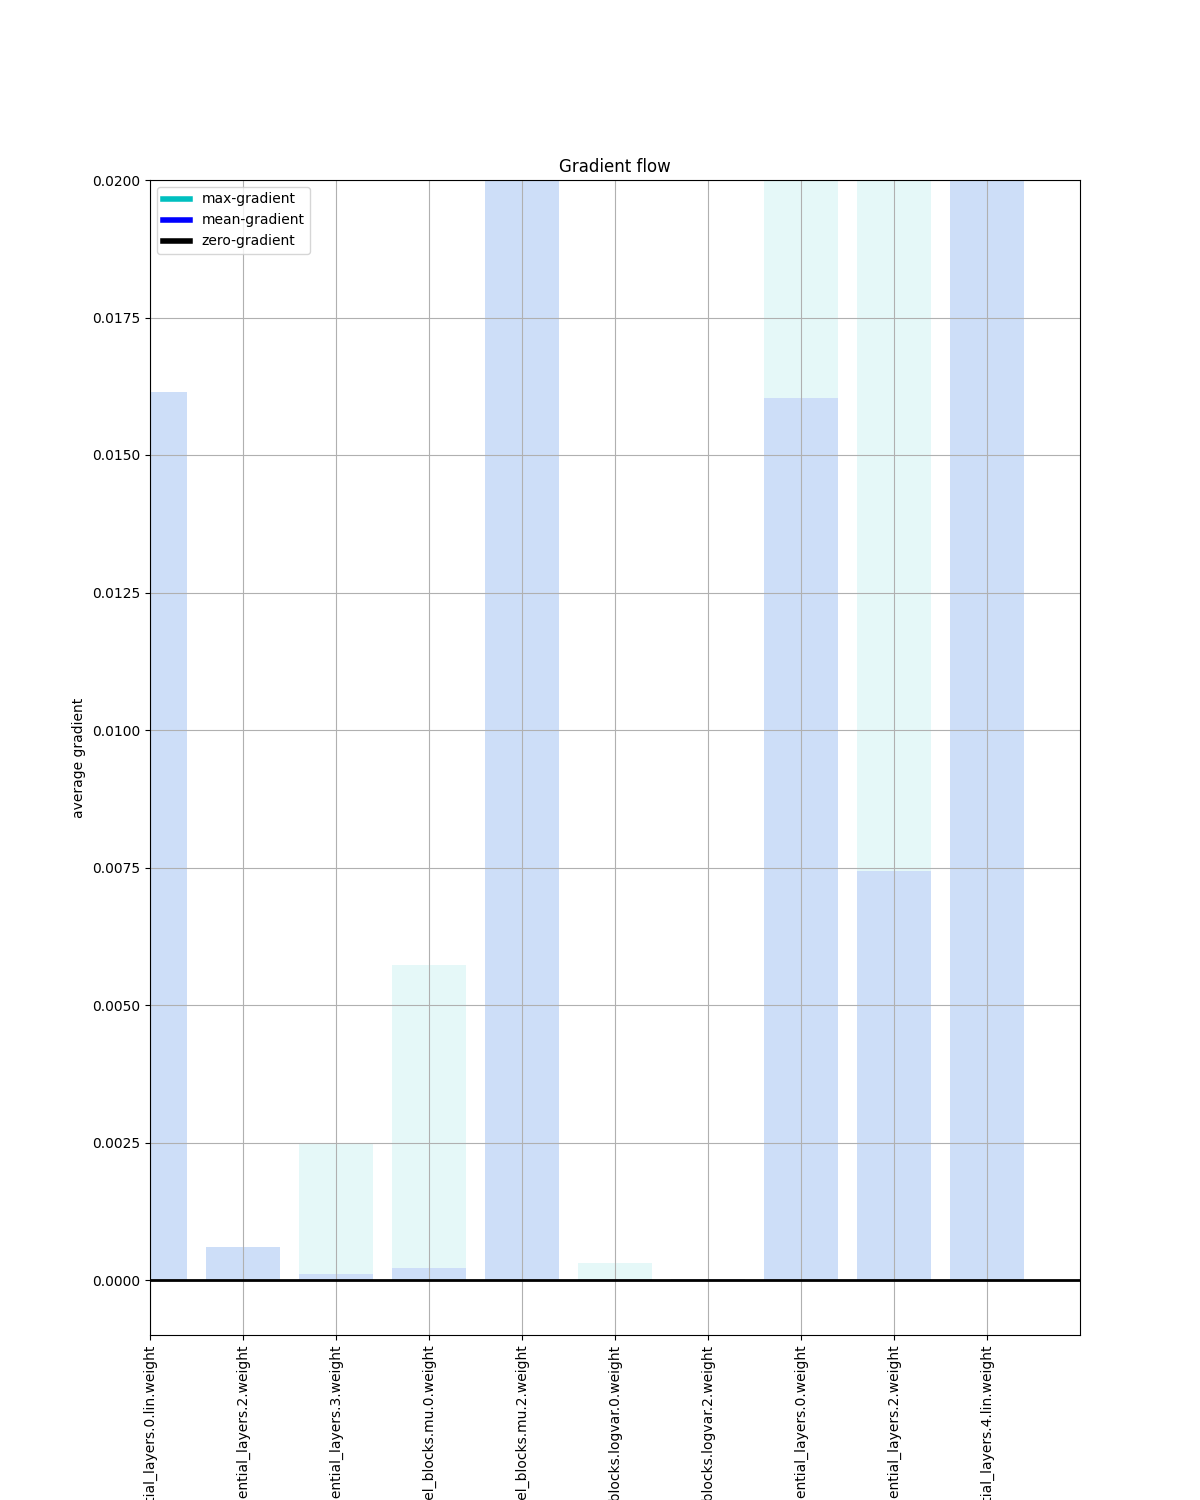 Gradient flow
max-gradient
mean-gradient
zero-gradient
0.0200
0.0175
0.0150
0.0125
0.0100
0.0075
0.0050
0.0025
0.0000
average gradient
tial_layers.0.lin.weight
ential_layers.2.weight
ential_layers.3.weight
el_blocks.mu.0.weight
el_blocks.mu.2.weight
blocks.logvar.0.weight
blocks.logvar.2.weight
ential_layers.0.weight
ential_layers.2.weight
tial_layers.4.lin.weight